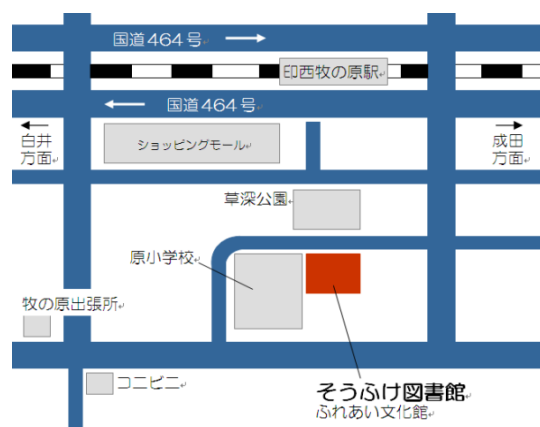 国道464号
印西牧の原駅
国道464号
白井
方面
ショッピングモール
成田
方面
草深公園
原小学校
牧の原出張所
コニビニ
そうふけ図書館
ふれあい文化館